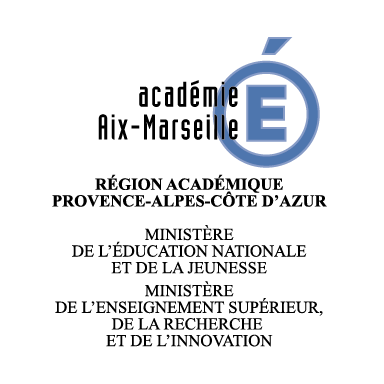 académie
Aix-Marseille
É
RÉGION ACADÉMIQUE
PROVENCE-ALPES-CÔTE D'AZUR
MINISTÈRE
DE L'ÉDUCATION NATIONALE
ET DE LA JEUNESSE
MINISTÈRE
DE L'ENSEIGNEMENT SUPÉRIEUR,
DE LA RECHERCHE
ET DE L'INNOVATION